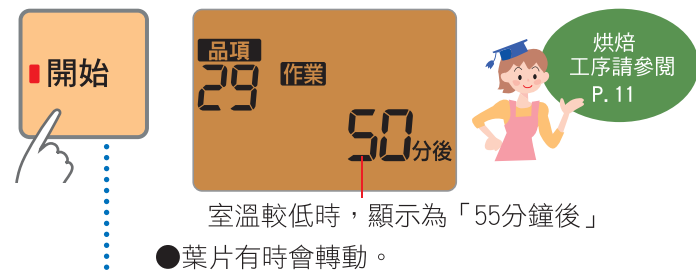 開始
品項
29 作業
50分後
烘焙
工序請參閱
P.11
室溫較低時，顯示為「55分鐘後」
●葉片有時會轉動。